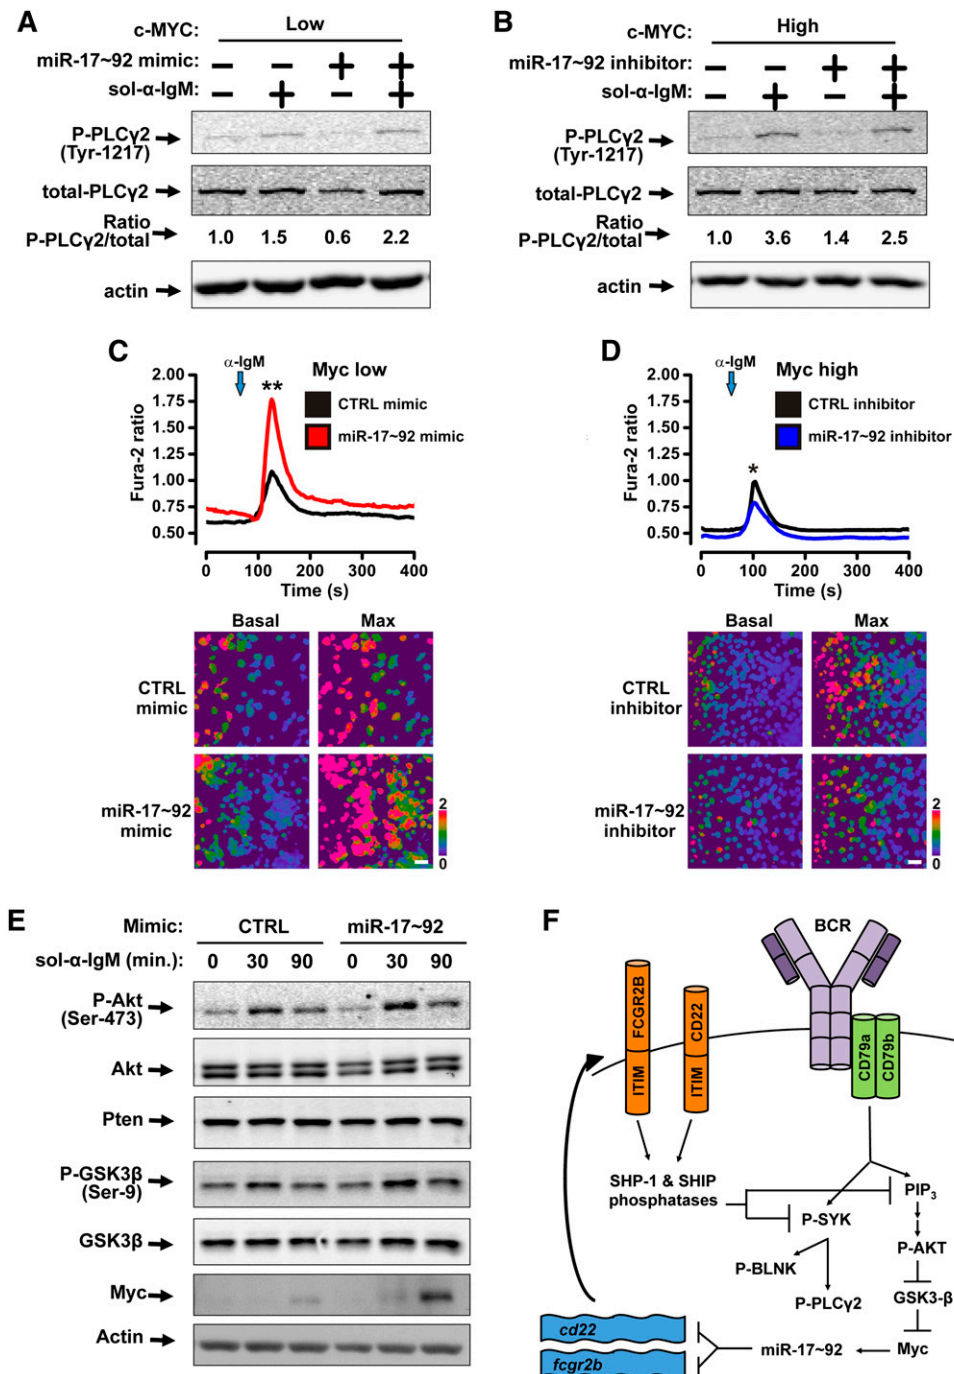 A
c-MYC: Low
miR-17~92 mimic: − − + +
sol-α-IgM: − + − +
P-PLCγ2
(Tyr-1217)
total-PLCγ2
Ratio
P-PLCγ2/total
1.0 1.5 0.6 2.2
actin
B
c-MYC: High
miR-17~92 inhibitor: − − + +
sol-α-IgM: − + − +
P-PLCγ2
(Tyr-1217)
total-PLCγ2
Ratio
P-PLCγ2/total
1.0 3.6 1.4 2.5
actin
C
α-IgM
Myc low
**
CTRL mimic
miR-17~92 mimic
Fura-2 ratio
2.00
1.75
1.50
1.25
1.00
0.75
0.50
0 100 200 300 400
Time (s)
Basal Max
CTRL
mimic
miR-17~92
mimic
2
0
D
α-IgM
Myc high
*
CTRL inhibitor
miR-17~92 inhibitor
Fura-2 ratio
2.00
1.75
1.50
1.25
1.00
0.75
0.50
0 100 200 300 400
Time (s)
Basal Max
CTRL
inhibitor
miR-17~92
inhibitor
2
0
E
Mimic: CTRL miR-17~92
sol-α-IgM (min.): 0 30 90 0 30 90
P-Akt
(Ser-473)
Akt
Pten
P-GSK3β
(Ser-9)
GSK3β
Myc
Actin
F
BCR
FCGR2B
ITIM
CD22
ITIM
CD79a
CD79b
SHP-1 & SHIP
phosphatases
PIP3
P-SYK
P-AKT
P-BLNK
GSK3-β
P-PLCγ2
cd22
miR-17~92
Myc
fcgr2b